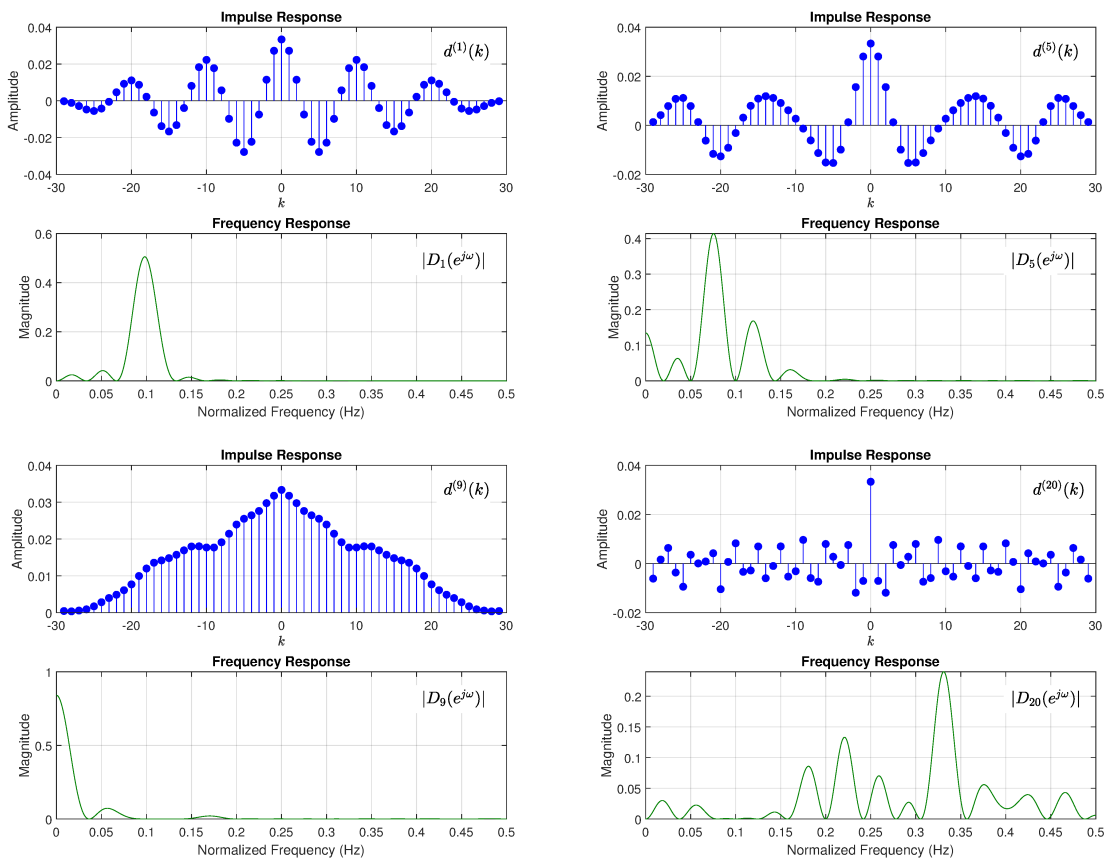 Impulse Response
0.04
0.02
0
-0.02
-0.04
Amplitude
d^{(1)}(k)
-30 -20 -10 0 10 20 30
k
Impulse Response
0.04
0.02
0
-0.02
Amplitude
d^{(5)}(k)
-30 -20 -10 0 10 20 30
k
Frequency Response
0.6
0.4
0.2
0
Magnitude
|D_1(e^{jω})|
0 0.05 0.1 0.15 0.2 0.25 0.3 0.35 0.4 0.45 0.5
Normalized Frequency (Hz)
Frequency Response
0.4
0.3
0.2
0.1
0
Magnitude
|D_5(e^{jω})|
0 0.05 0.1 0.15 0.2 0.25 0.3 0.35 0.4 0.45 0.5
Normalized Frequency (Hz)
Impulse Response
0.04
0.03
0.02
0.01
0
Amplitude
d^{(9)}(k)
-30 -20 -10 0 10 20 30
k
Impulse Response
0.04
0.02
0
-0.02
Amplitude
d^{(20)}(k)
-30 -20 -10 0 10 20 30
k
Frequency Response
1
0.5
0
Magnitude
|D_9(e^{jω})|
0 0.05 0.1 0.15 0.2 0.25 0.3 0.35 0.4 0.45 0.5
Normalized Frequency (Hz)
Frequency Response
0.2
0.15
0.1
0.05
0
Magnitude
|D_{20}(e^{jω})|
0 0.05 0.1 0.15 0.2 0.25 0.3 0.35 0.4 0.45 0.5
Normalized Frequency (Hz)